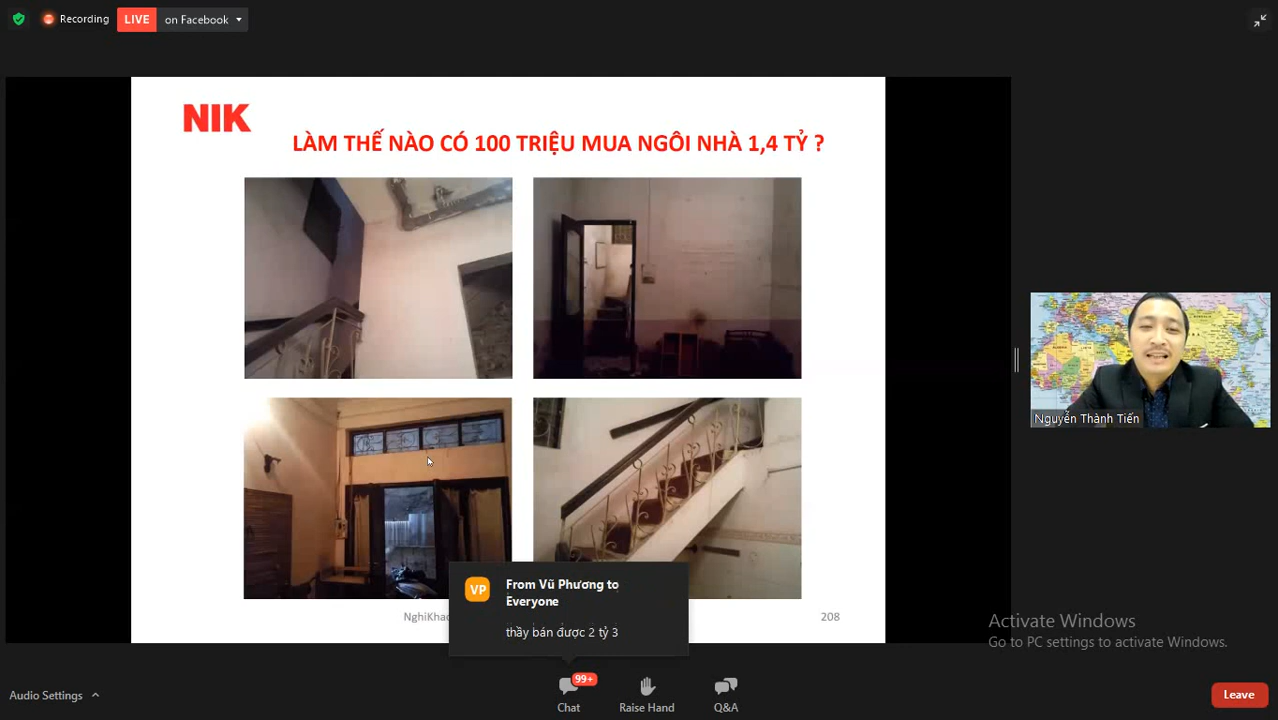 Recording
LIVE on Facebook
NIK
LÀM THẾ NÀO CÓ 100 TRIỆU MUA NGÔI NHÀ 1,4 TỶ ?
Nguyễn Thành Tiến
VP
From Vũ Phương to
Everyone
thầy bán được 2 tỷ 3
NghiKhac
208
Activate Windows
Go to PC settings to activate Windows.
Audio Settings
99+
Chat
Raise Hand
Q&A
Leave